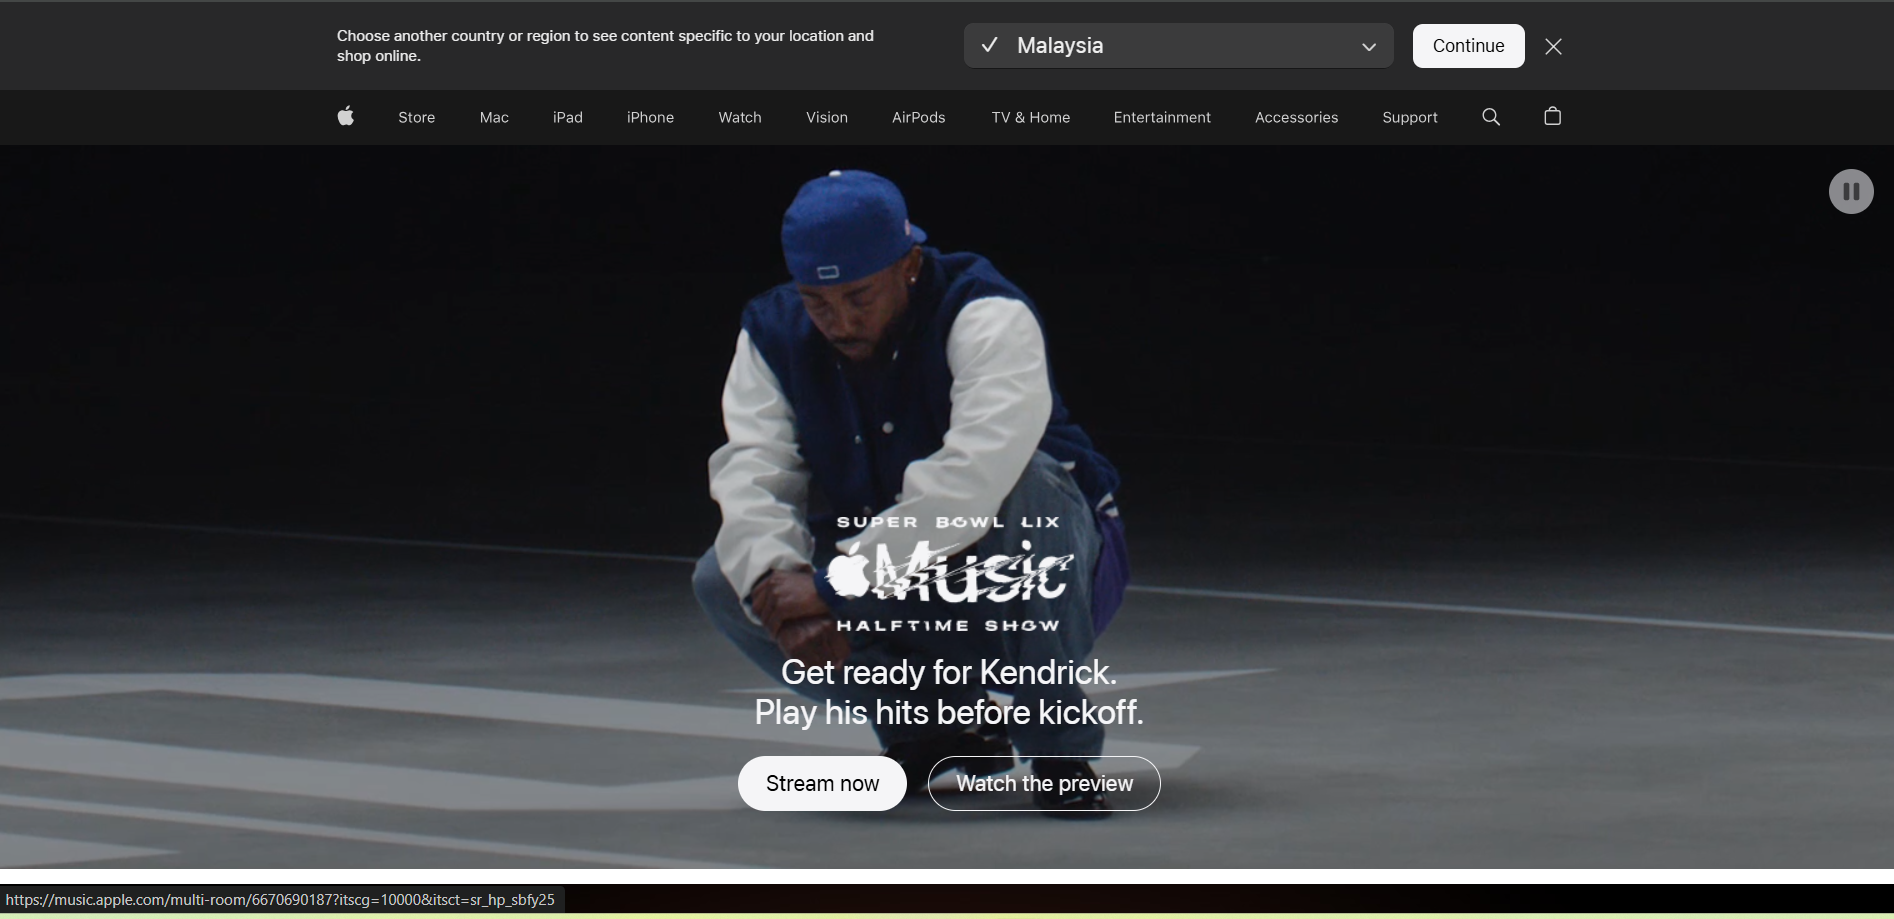 Choose another country or region to see content specific to your location and
shop online.
Malaysia
Continue
Store
Mac
iPad
iPhone
Watch
Vision
AirPods
TV & Home
Entertainment
Accessories
Support
SUPER BOWL LIX
Music
HALFTIME SHOW
Get ready for Kendrick.
Play his hits before kickoff.
Stream now
Watch the preview
https://music.apple.com/multi-room/6670690187?itscg=10000&itsct=sr_hp_sbfy25